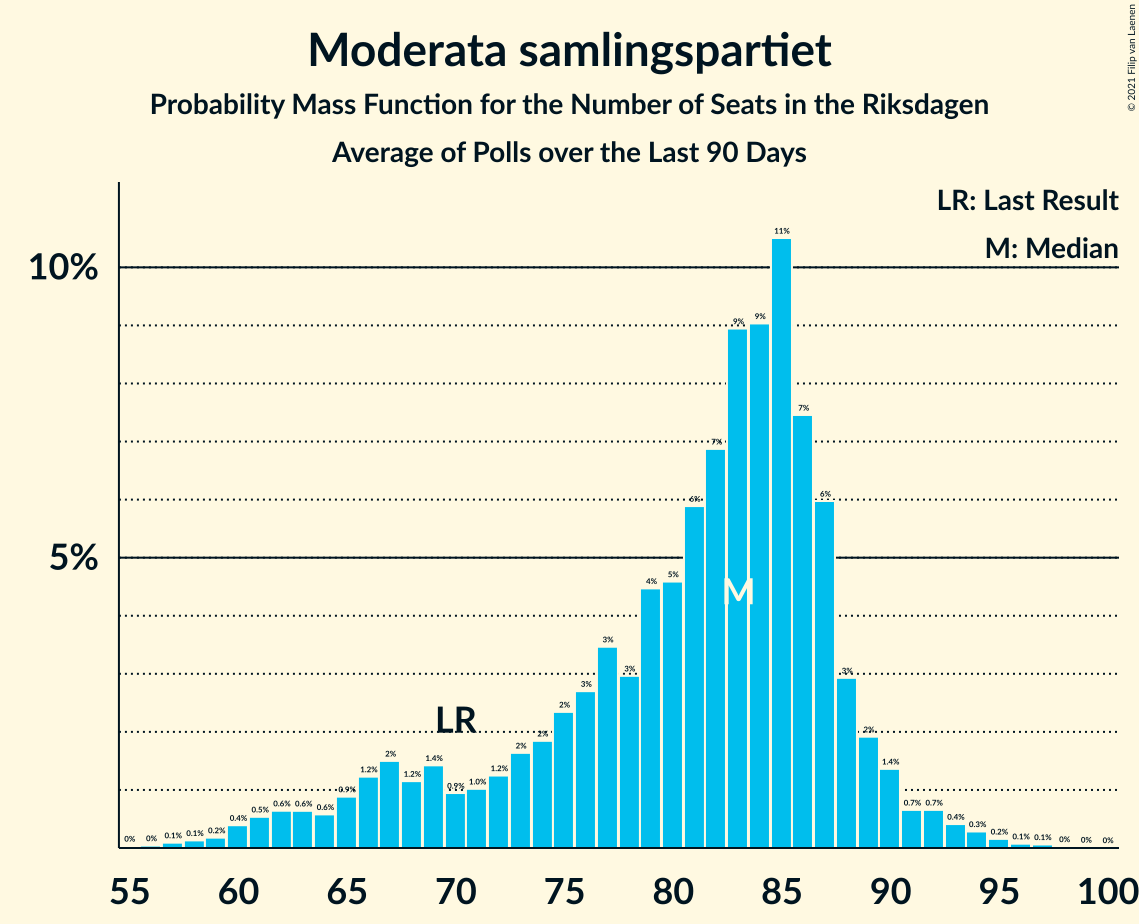 Moderata samlingspartiet
Probability Mass Function for the Number of Seats in the Riksdagen
Average of Polls over the Last 90 Days
© 2021 Filip van Laenen
LR: Last Result
M: Median
10%
5%
0% 0% 0.1% 0.1% 0.2% 0.4% 0.5% 0.6% 0.6% 0.6% 0.9% 1.2% 2% 1.2% 1.4% 0.9% 1.0% 1.2% 2% 2% 2% 3% 3% 3% 4% 5% 6% 7% 9% 9% 11% 7% 6% 3% 2% 1.4% 0.7% 0.7% 0.4% 0.3% 0.2% 0.1% 0.1% 0% 0% 0%
LR
M
55 60 65 70 75 80 85 90 95 100